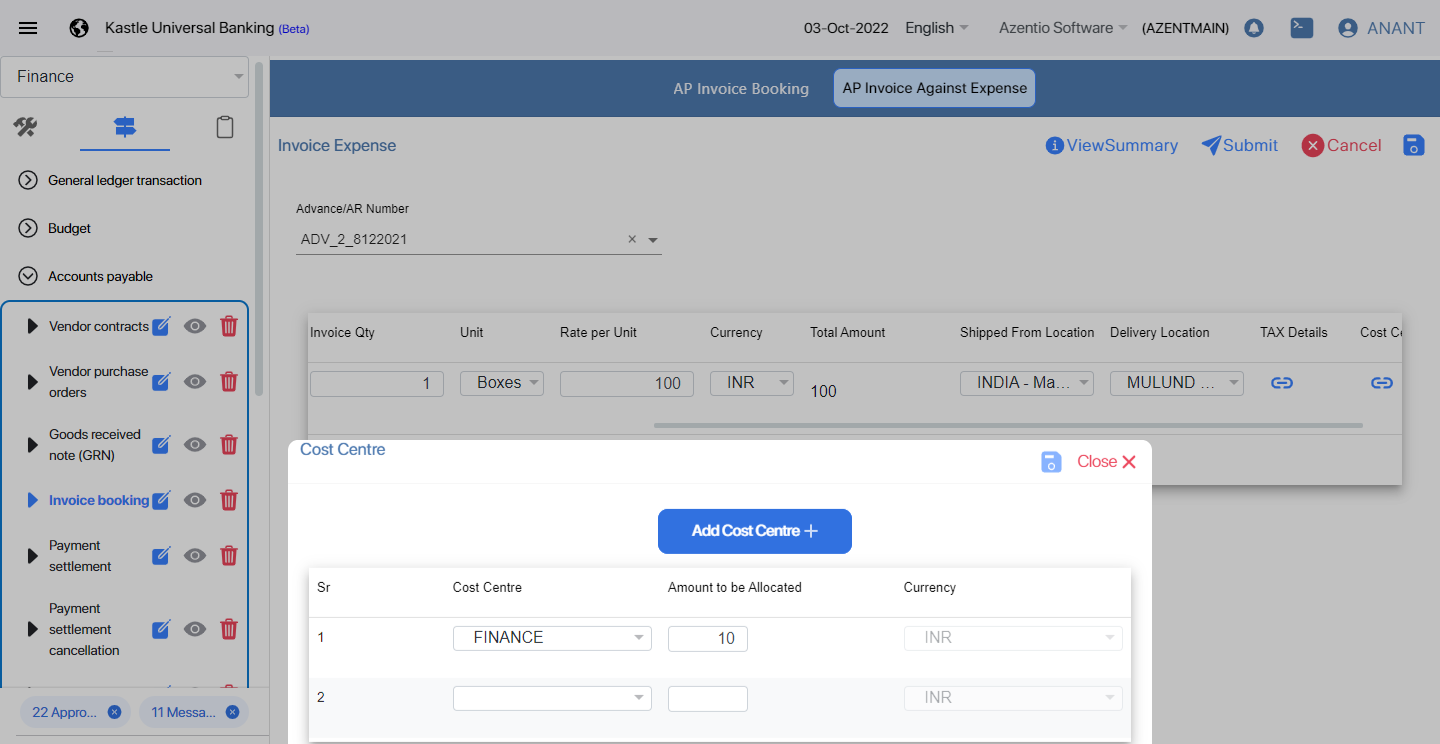 Kastle Universal Banking (Beta)
03-Oct-2022
English
Azentio Software
(AZENTMAIN)
ANANT
Finance
General ledger transaction
Budget
Accounts payable
Vendor contracts
Vendor purchase
orders
Goods received
note (GRN)
Invoice booking
Payment
settlement
Payment
settlement
cancellation
22 Appro...
11 Messa...
AP Invoice Booking
AP Invoice Against Expense
Invoice Expense
ViewSummary
Submit
Cancel
Advance/AR Number
ADV_2_8122021
Invoice Qty Unit Rate per Unit Currency Total Amount Shipped From Location Delivery Location TAX Details Cost Ce
1 Boxes 100 INR 100 INDIA - Ma... MULUND ...
Cost Centre
Close
Add Cost Centre +
Sr Cost Centre Amount to be Allocated Currency
1 FINANCE 10 INR
2 INR